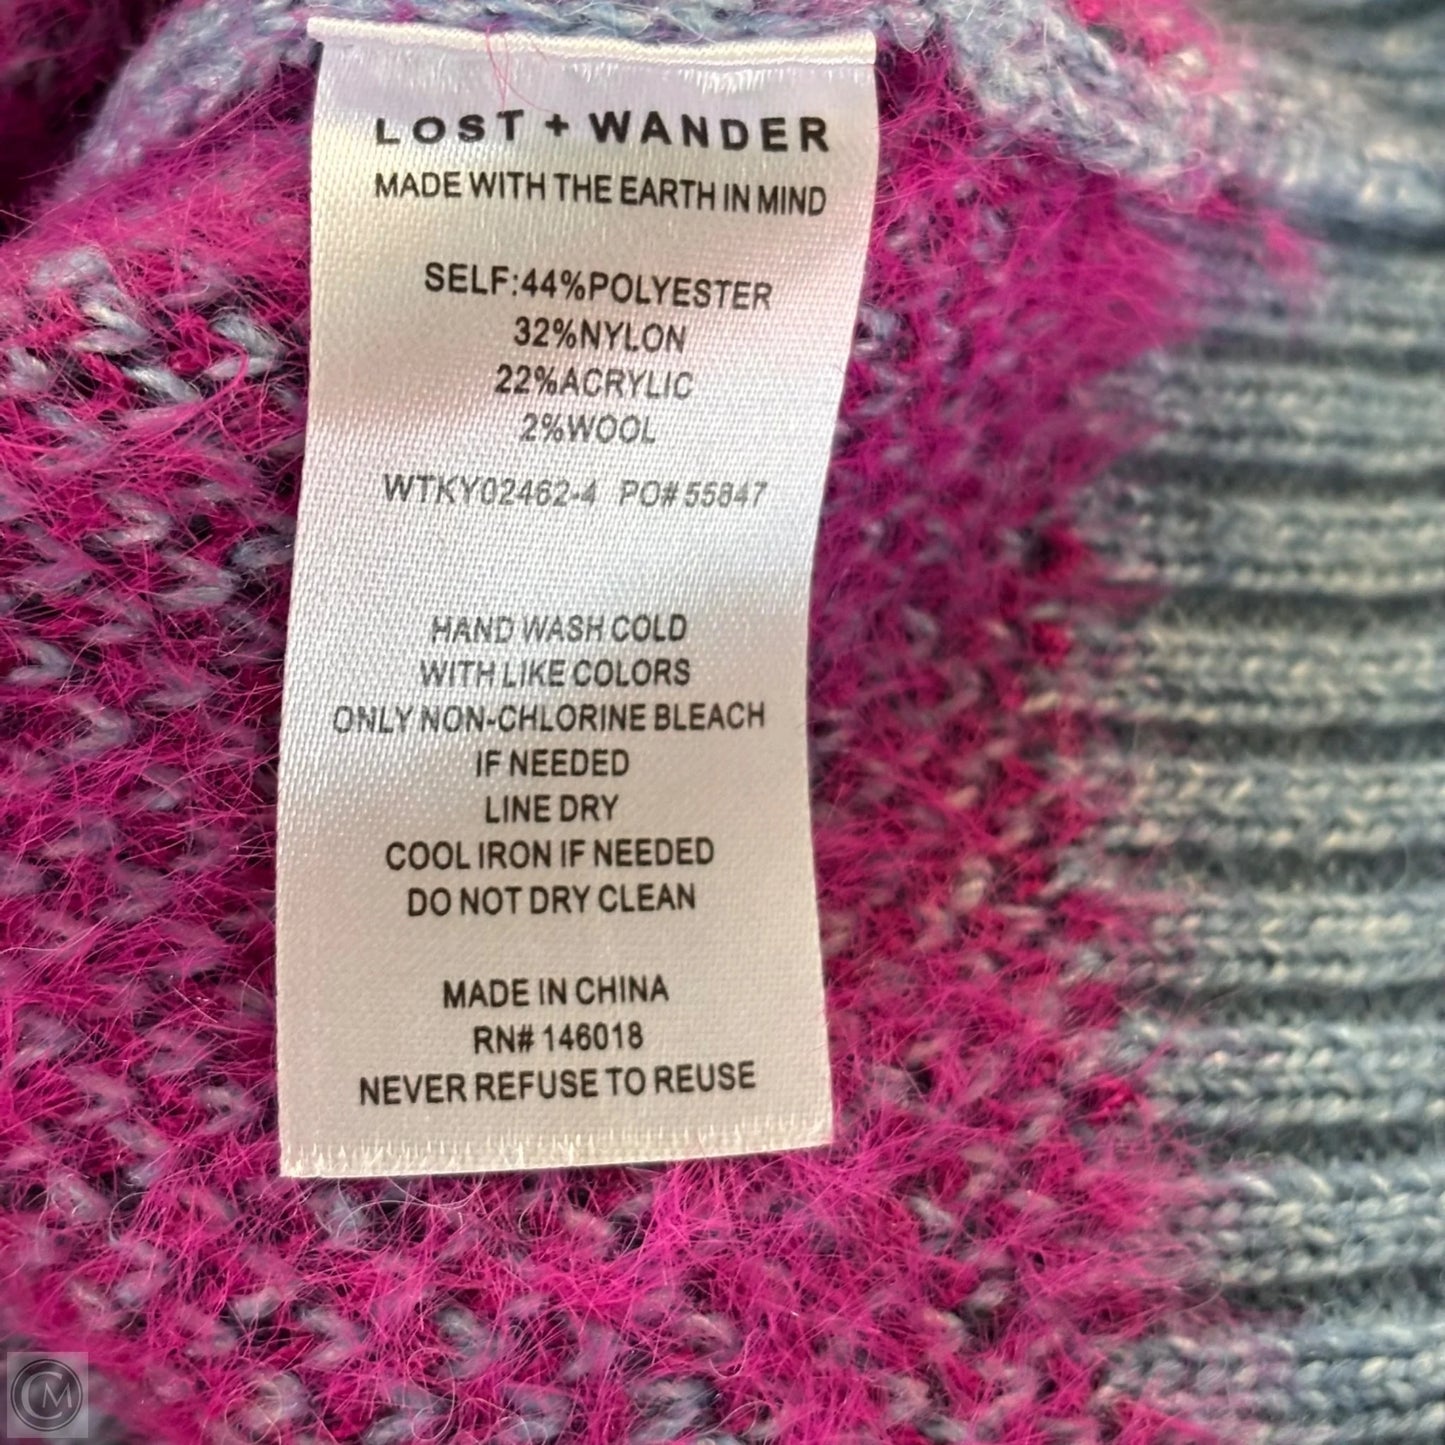 LOST + WANDER
MADE WITH THE EARTH IN MIND
SELF:44%POLYESTER
32%NYLON
22%ACRYLIC
2%WOOL
WTKY02462-4 PO# 55847
HAND WASH COLD
WITH LIKE COLORS
ONLY NON-CHLORINE BLEACH
IF NEEDED
LINE DRY
COOL IRON IF NEEDED
DO NOT DRY CLEAN
MADE IN CHINA
RN# 146018
NEVER REFUSE TO REUSE
CM